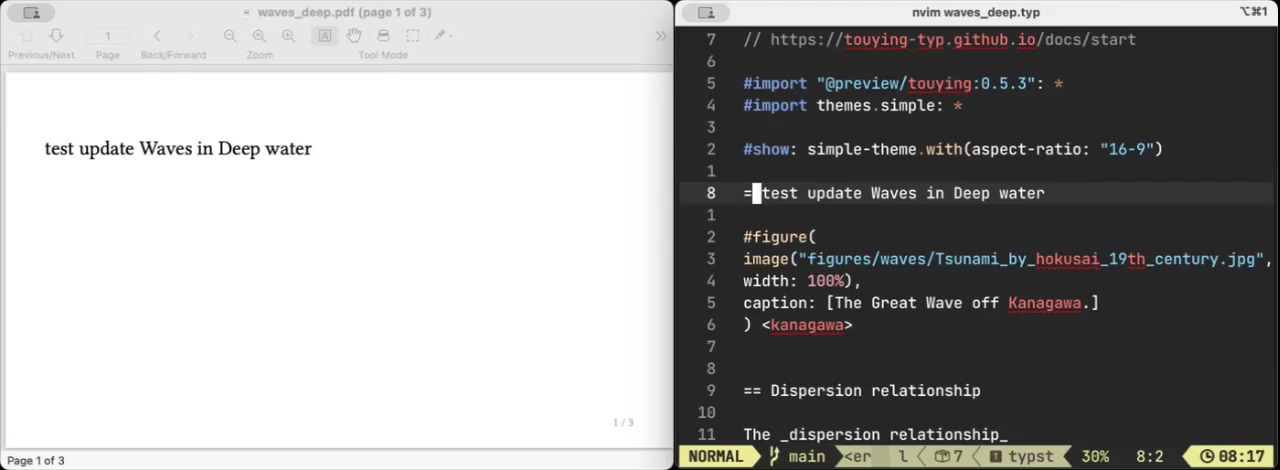 waves_deep.pdf (page 1 of 3)
1
Previous/Next
Page
Back/Forward
Zoom
Tool Mode
test update Waves in Deep water
1 / 3
Page 1 of 3
nvim waves_deep.typ
⌥⌘1
7 // https://touying-typ.github.io/docs/start
6
5 #import "@preview/touying:0.5.3": *
4 #import themes.simple: *
3
2 #show: simple-theme.with(aspect-ratio: "16-9")
1
8 = test update Waves in Deep water
1
2 #figure(
3 image("figures/waves/Tsunami_by_hokusai_19th_century.jpg",
4 width: 100%),
5 caption: [The Great Wave off Kanagawa.]
6 ) <kanagawa>
7
8
9 == Dispersion relationship
10
11 The _dispersion relationship_
NORMAL main <er l 7 typst 30% 8:2 08:17